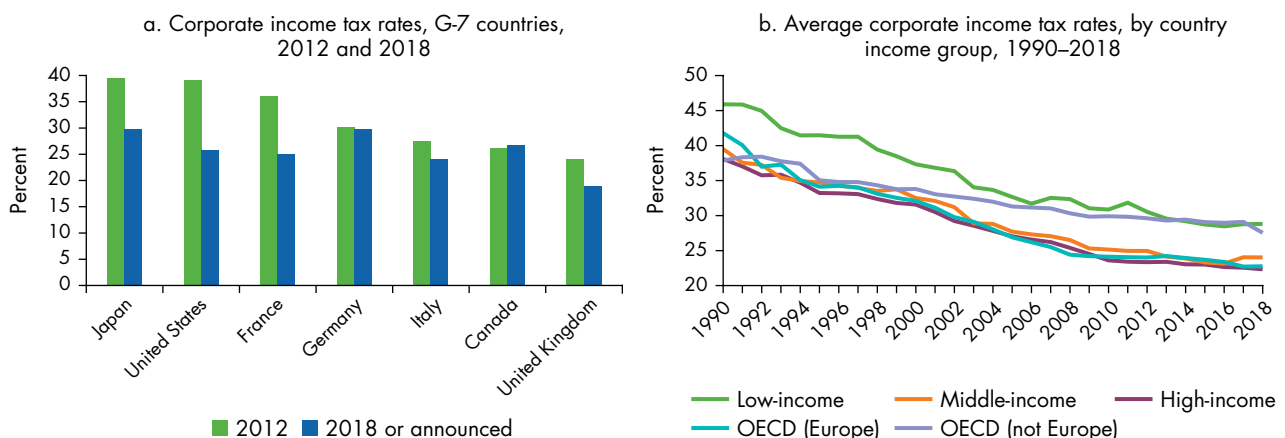 a. Corporate income tax rates, G-7 countries,
2012 and 2018
Percent
40
35
30
25
20
15
10
5
0
Japan
United States
France
Germany
Italy
Canada
United Kingdom
2012
2018 or announced
b. Average corporate income tax rates, by country
income group, 1990–2018
Percent
50
45
40
35
30
25
20
1990
1992
1994
1996
1998
2000
2002
2004
2006
2008
2010
2012
2014
2016
2018
Low-income
Middle-income
High-income
OECD (Europe)
OECD (not Europe)